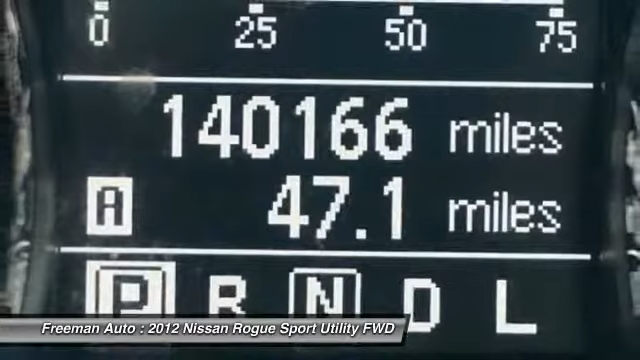 0 25 50 75
140166 miles
A 47.1 miles
P R N D L
Freeman Auto : 2012 Nissan Rogue Sport Utility FWD